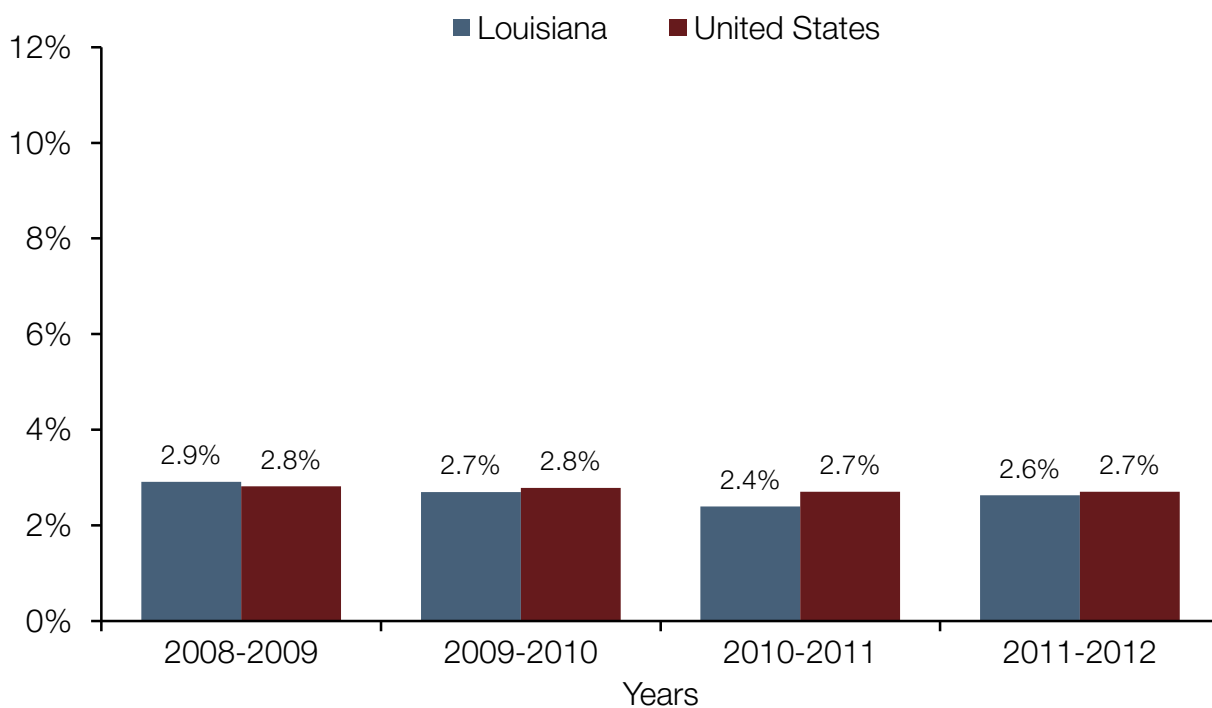 Louisiana United States
12%
10%
8%
6%
4%
2%
0%
2.9% 2.8% 2.7% 2.8% 2.4% 2.7% 2.6% 2.7%
2008-2009 2009-2010 2010-2011 2011-2012
Years